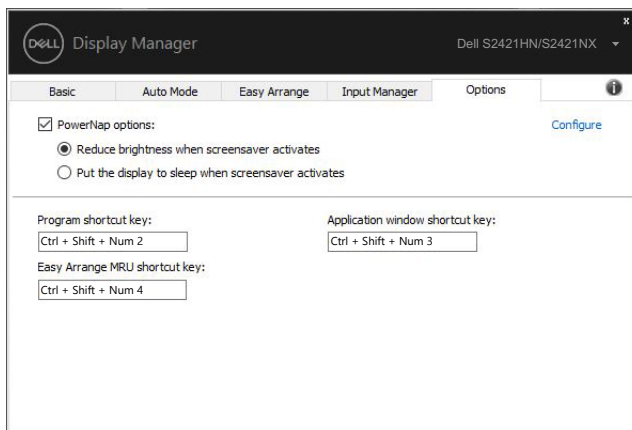 x
DELL Display Manager Dell S2421HN/S2421NX
Basic Auto Mode Easy Arrange Input Manager Options i
PowerNap options: Configure
Reduce brightness when screensaver activates
Put the display to sleep when screensaver activates
Program shortcut key: Application window shortcut key:
Ctrl + Shift + Num 2 Ctrl + Shift + Num 3
Easy Arrange MRU shortcut key:
Ctrl + Shift + Num 4